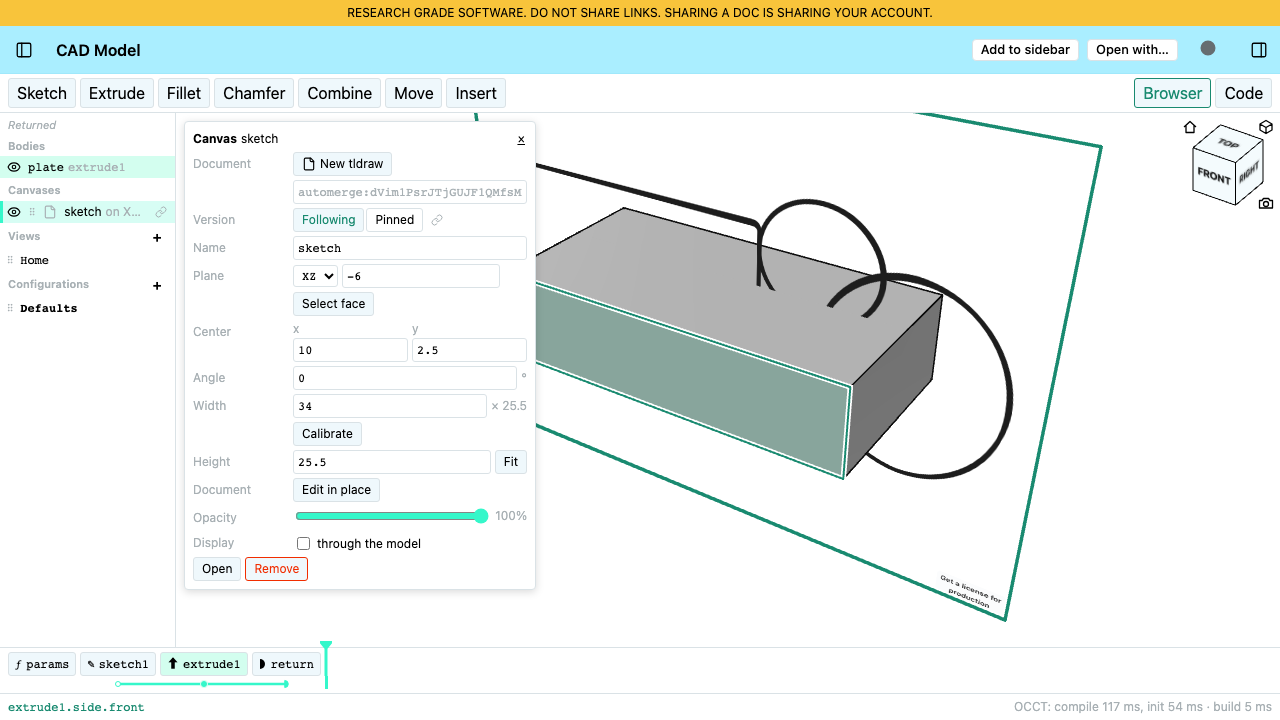 RESEARCH GRADE SOFTWARE. DO NOT SHARE LINKS. SHARING A DOC IS SHARING YOUR ACCOUNT.
CAD Model
Add to sidebar
Open with...
Sketch
Extrude
Fillet
Chamfer
Combine
Move
Insert
Browser
Code
Returned
Bodies
plate extrude1
Canvases
sketch on X...
Views
+
Home
Configurations
+
Defaults
Canvas sketch
x
Document
New tldraw
automerge:dVim1PsrJTjGUJF1QMfsM
Version
Following
Pinned
Name
sketch
Plane
XZ
-6
Select face
Center
x
y
10
2.5
Angle
0
°
Width
34
× 25.5
Calibrate
Height
25.5
Fit
Document
Edit in place
Opacity
100%
Display
through the model
Open
Remove
TOP
FRONT
RIGHT
Get a license for
production
ƒ params
sketch1
extrude1
return
extrude1.side.front
OCCT: compile 117 ms, init 54 ms · build 5 ms